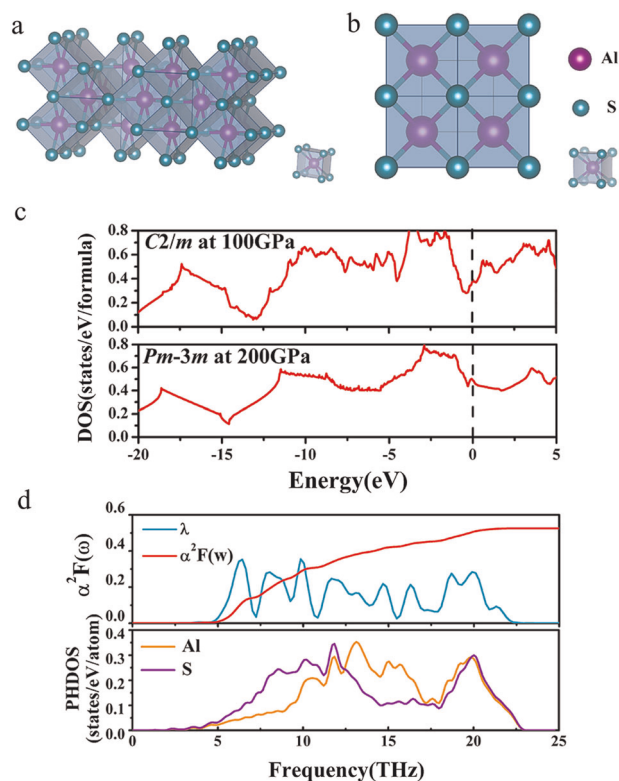 a
b
Al
S
c
0.8
C2/m at 100GPa
0.6
0.4
0.2
0.0
0.8
Pm-3m at 200GPa
0.6
0.4
0.2
0.0
DOS(states/eV/formula)
-20 -15 -10 -5 0 5
Energy(eV)
d
0.6
λ
α²F(w)
0.4
0.2
0.0
α²F(ω)
0.4
Al
0.3
S
0.2
0.1
0.0
PHDOS
(states/eV/atom)
0 5 10 15 20 25
Frequency(THz)